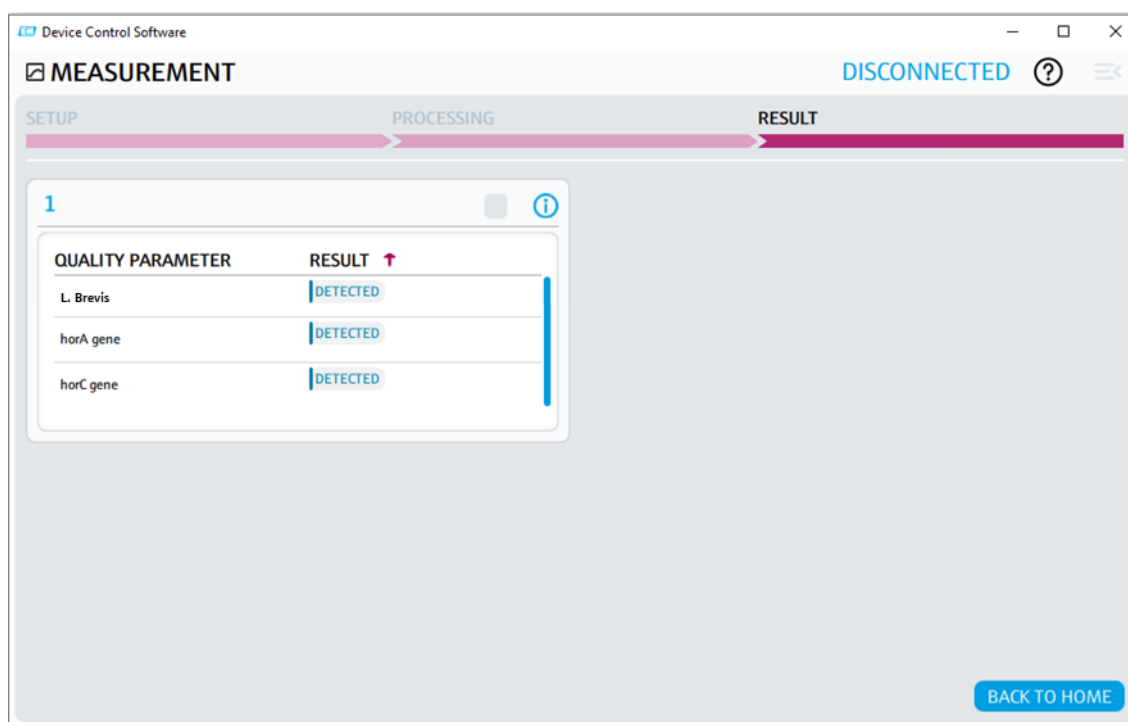 Device Control Software
MEASUREMENT DISCONNECTED ?
SETUP PROCESSING RESULT
1
QUALITY PARAMETER RESULT
L. Brevis DETECTED
horA gene DETECTED
horC gene DETECTED
BACK TO HOME